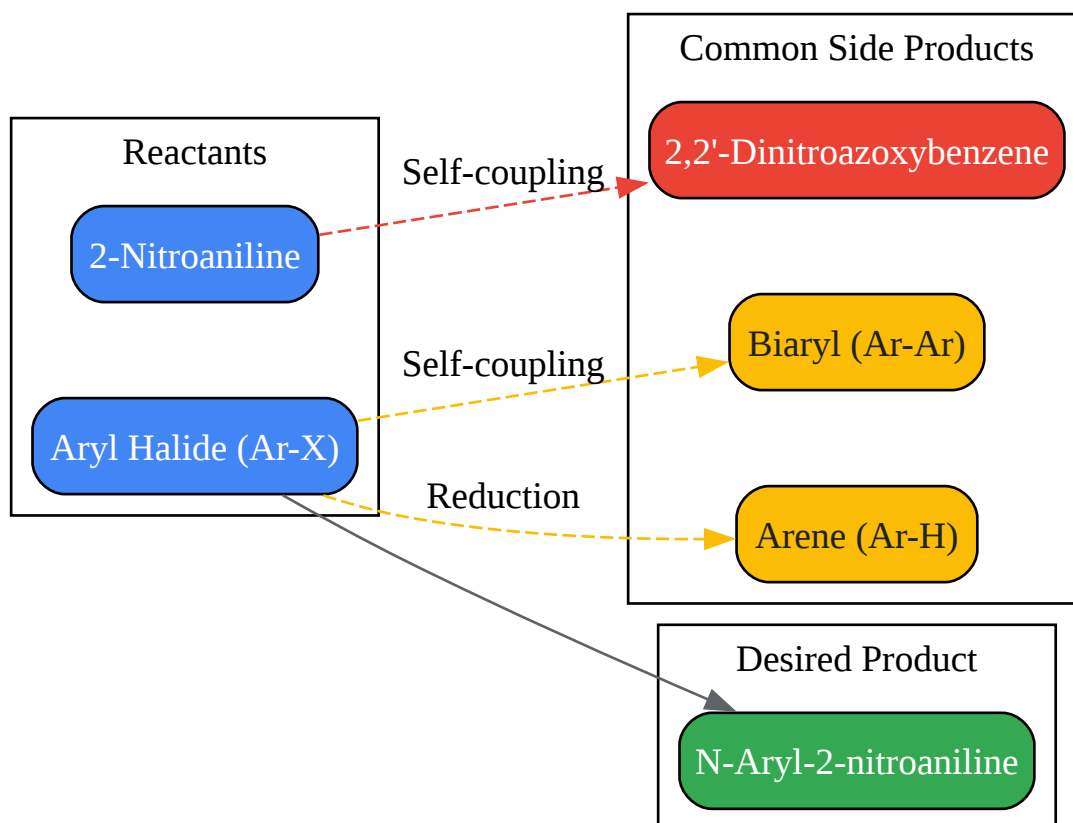 Common Side Products
Reactants
2,2'-Dinitroazoxybenzene
Self-coupling
2-Nitroaniline
Biaryl (Ar-Ar)
Self-coupling
Aryl Halide (Ar-X)
Reduction
Arene (Ar-H)
Desired Product
N-Aryl-2-nitroaniline